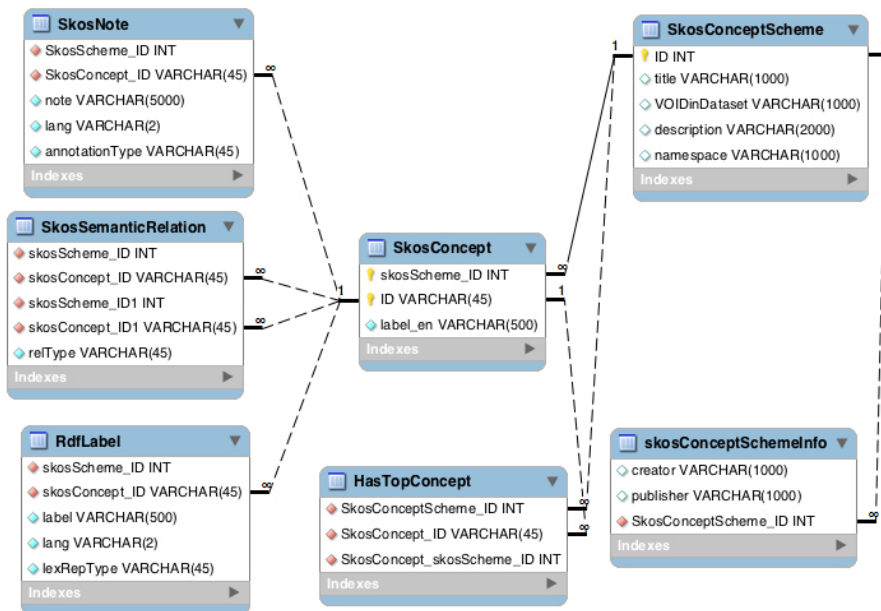 SkosNote
SkosScheme_ID INT
SkosConcept_ID VARCHAR(45)
note VARCHAR(5000)
lang VARCHAR(2)
annotationType VARCHAR(45)
Indexes
SkosConceptScheme
ID INT
title VARCHAR(1000)
VOIDinDataset VARCHAR(1000)
description VARCHAR(2000)
namespace VARCHAR(1000)
Indexes
SkosSemanticRelation
skosScheme_ID INT
skosConcept_ID VARCHAR(45)
skosScheme_ID1 INT
skosConcept_ID1 VARCHAR(45)
relType VARCHAR(45)
Indexes
SkosConcept
skosScheme_ID INT
ID VARCHAR(45)
label_en VARCHAR(500)
Indexes
RdfLabel
skosScheme_ID INT
skosConcept_ID VARCHAR(45)
label VARCHAR(500)
lang VARCHAR(2)
lexRepType VARCHAR(45)
Indexes
HasTopConcept
SkosConceptScheme_ID INT
SkosConcept_ID VARCHAR(45)
SkosConcept_skosScheme_ID INT
Indexes
skosConceptSchemeInfo
creator VARCHAR(1000)
publisher VARCHAR(1000)
SkosConceptScheme_ID INT
Indexes
∞
1
∞
∞
1
∞
1
∞
∞
∞
∞